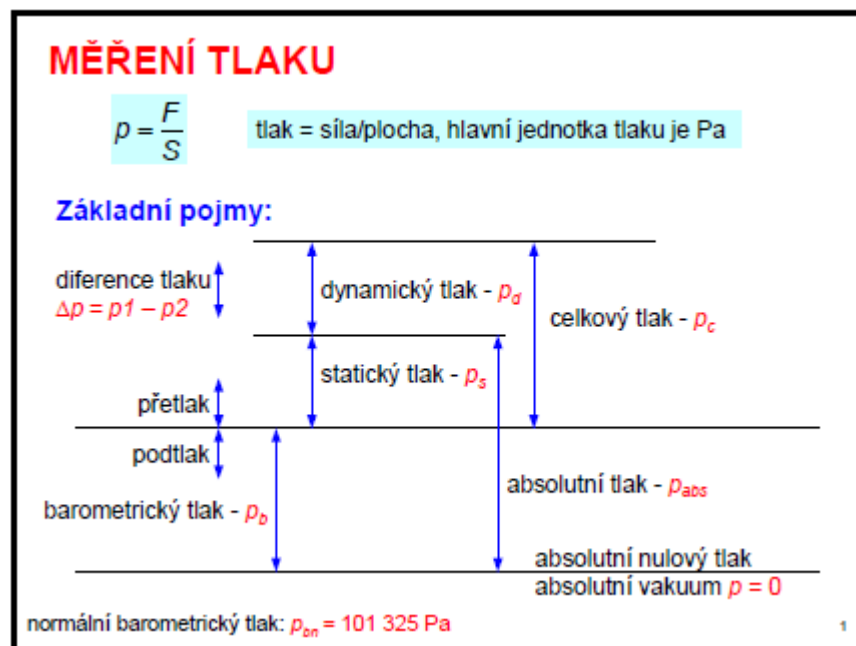 MĚŘENÍ TLAKU
p = F/S
tlak = síla/plocha, hlavní jednotka tlaku je Pa
Základní pojmy:
diference tlaku
Δp = p1 – p2
dynamický tlak - pd
celkový tlak - pc
statický tlak - ps
přetlak
podtlak
absolutní tlak - pabs
barometrický tlak - pb
absolutní nulový tlak
absolutní vakuum p = 0
normální barometrický tlak: pbn = 101 325 Pa
1